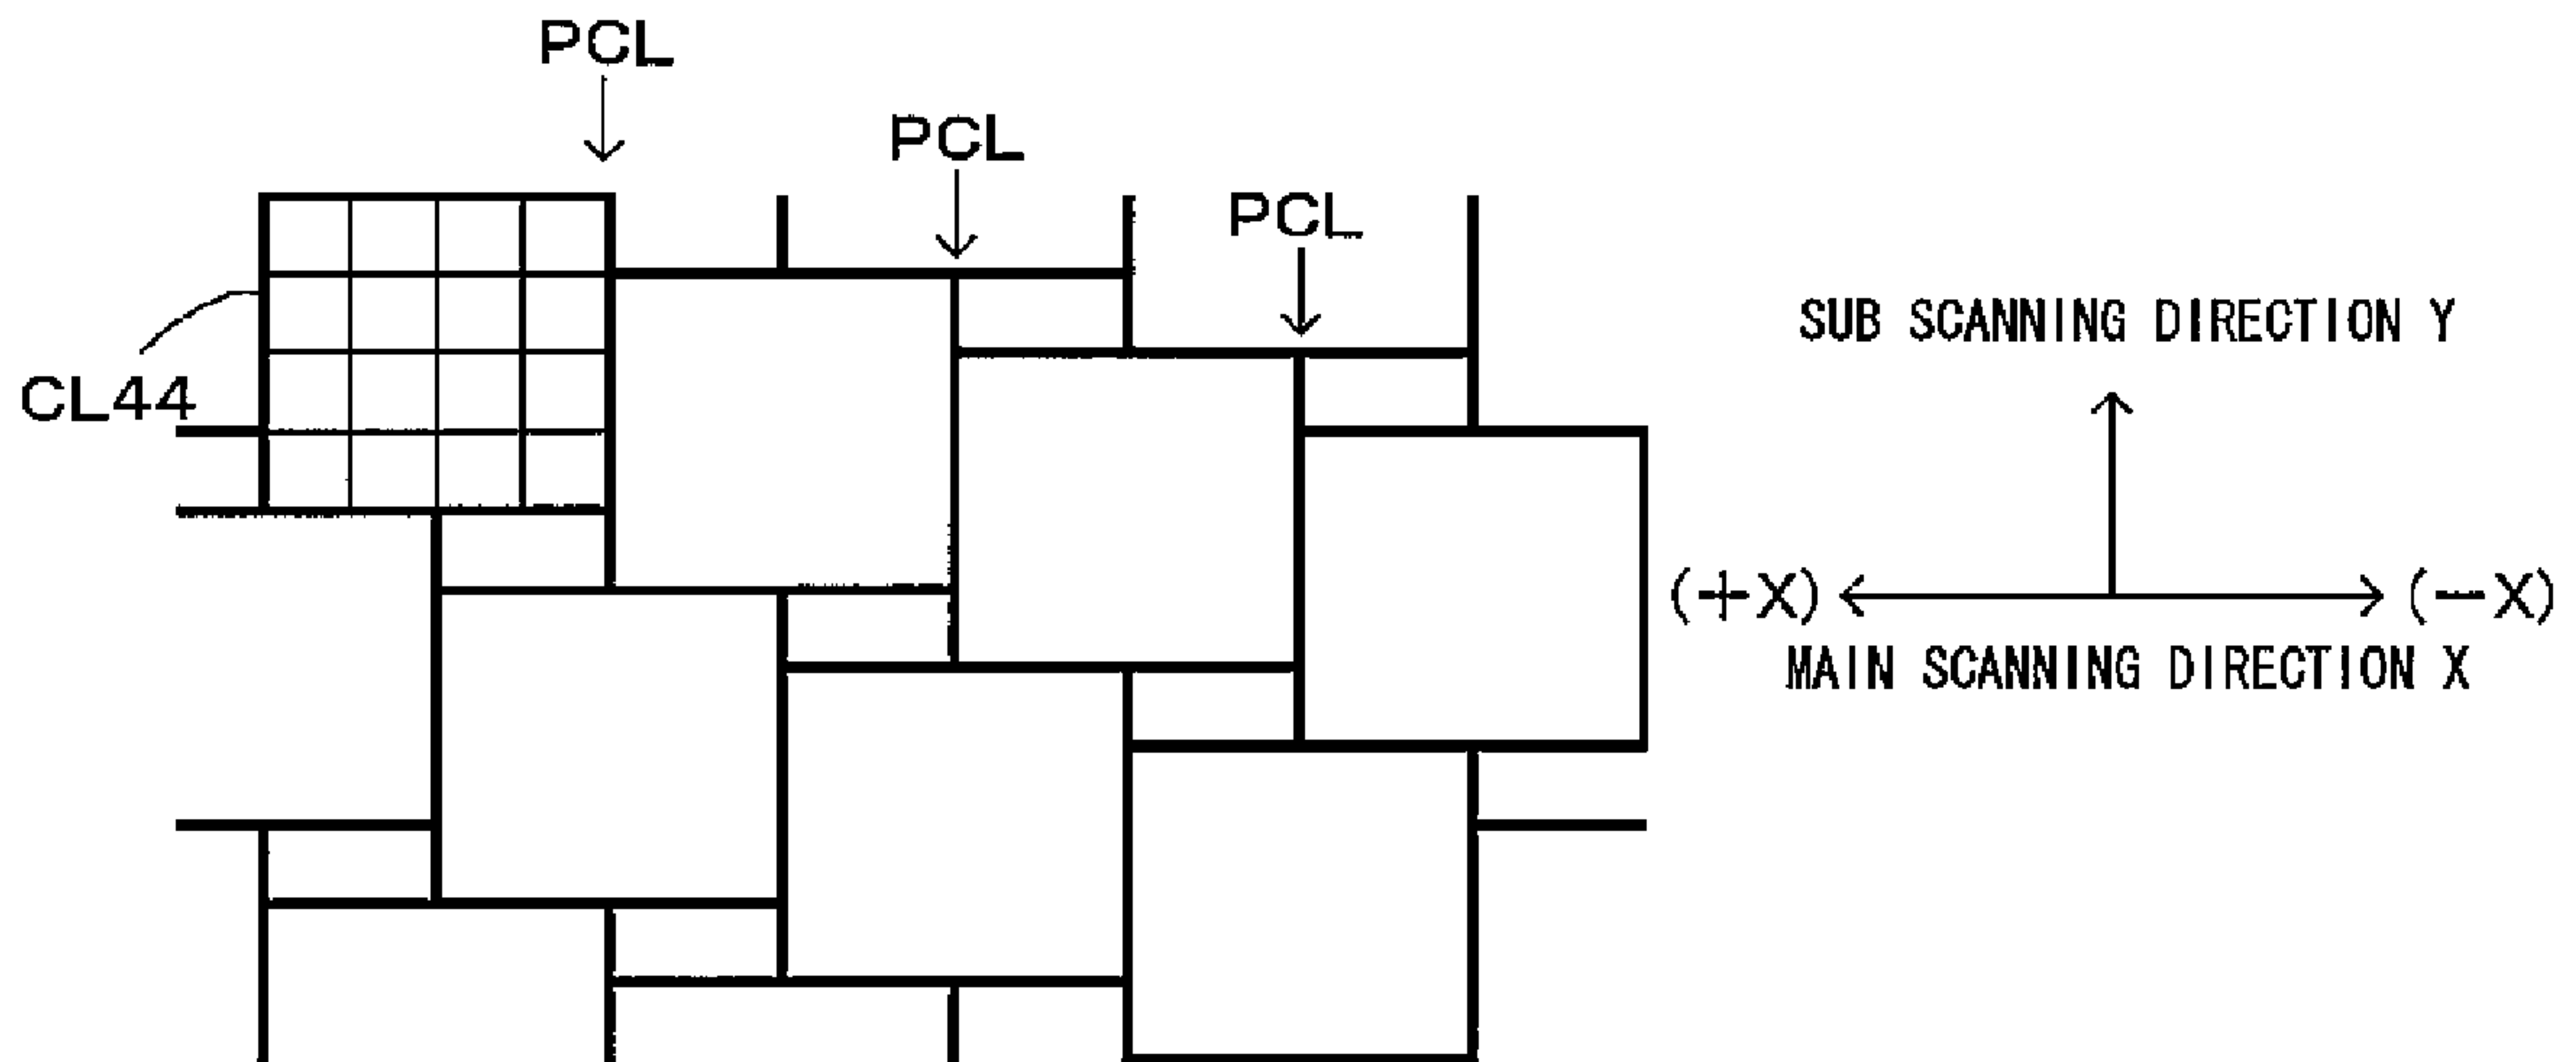 PCL
PCL
PCL
CL44
SUB SCANNING DIRECTION Y
(+X)
(−X)
MAIN SCANNING DIRECTION X